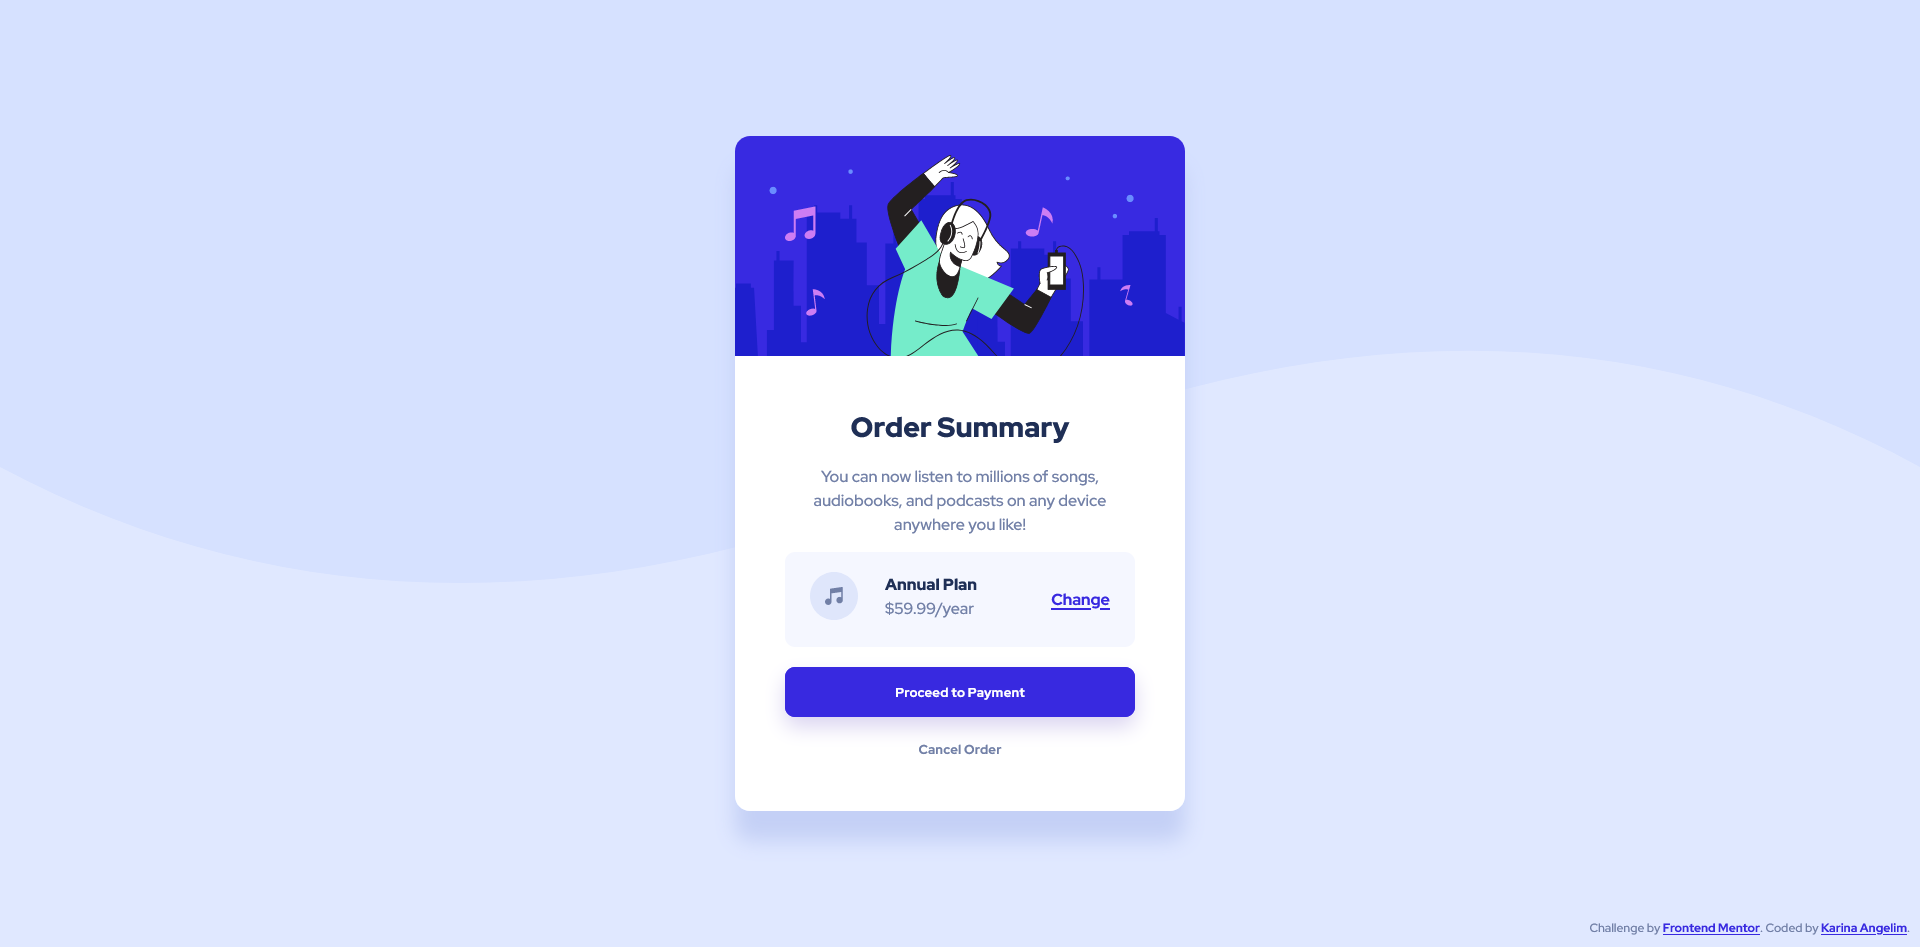 Order Summary
You can now listen to millions of songs,
audiobooks, and podcasts on any device
anywhere you like!
Annual Plan
$59.99/year
Change
Proceed to Payment
Cancel Order
Challenge by Frontend Mentor. Coded by Karina Angelim.